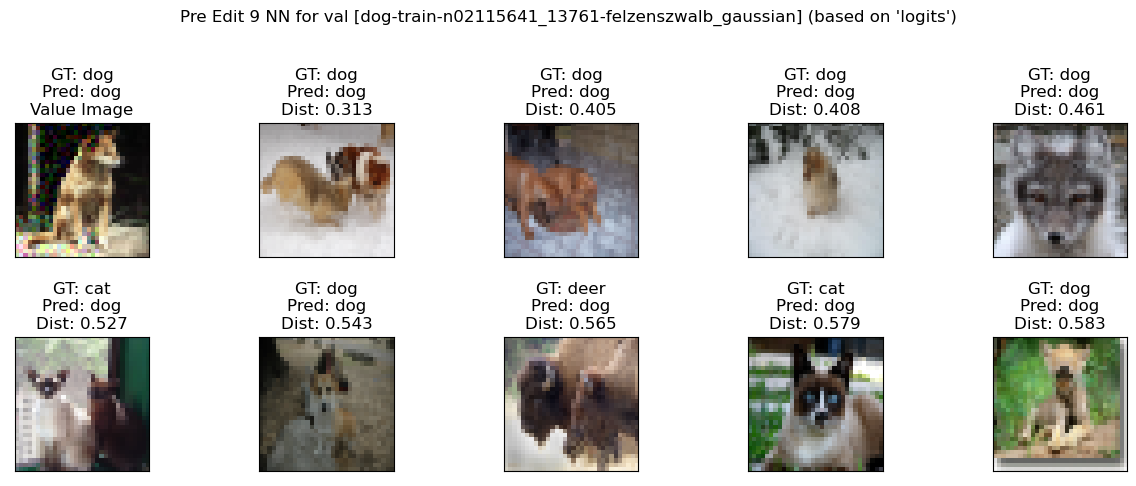 Pre Edit 9 NN for val [dog-train-n02115641_13761-felzenszwalb_gaussian] (based on 'logits')
GT: dog
Pred: dog
Value Image
GT: dog
Pred: dog
Dist: 0.313
GT: dog
Pred: dog
Dist: 0.405
GT: dog
Pred: dog
Dist: 0.408
GT: dog
Pred: dog
Dist: 0.461
GT: cat
Pred: dog
Dist: 0.527
GT: dog
Pred: dog
Dist: 0.543
GT: deer
Pred: dog
Dist: 0.565
GT: cat
Pred: dog
Dist: 0.579
GT: dog
Pred: dog
Dist: 0.583